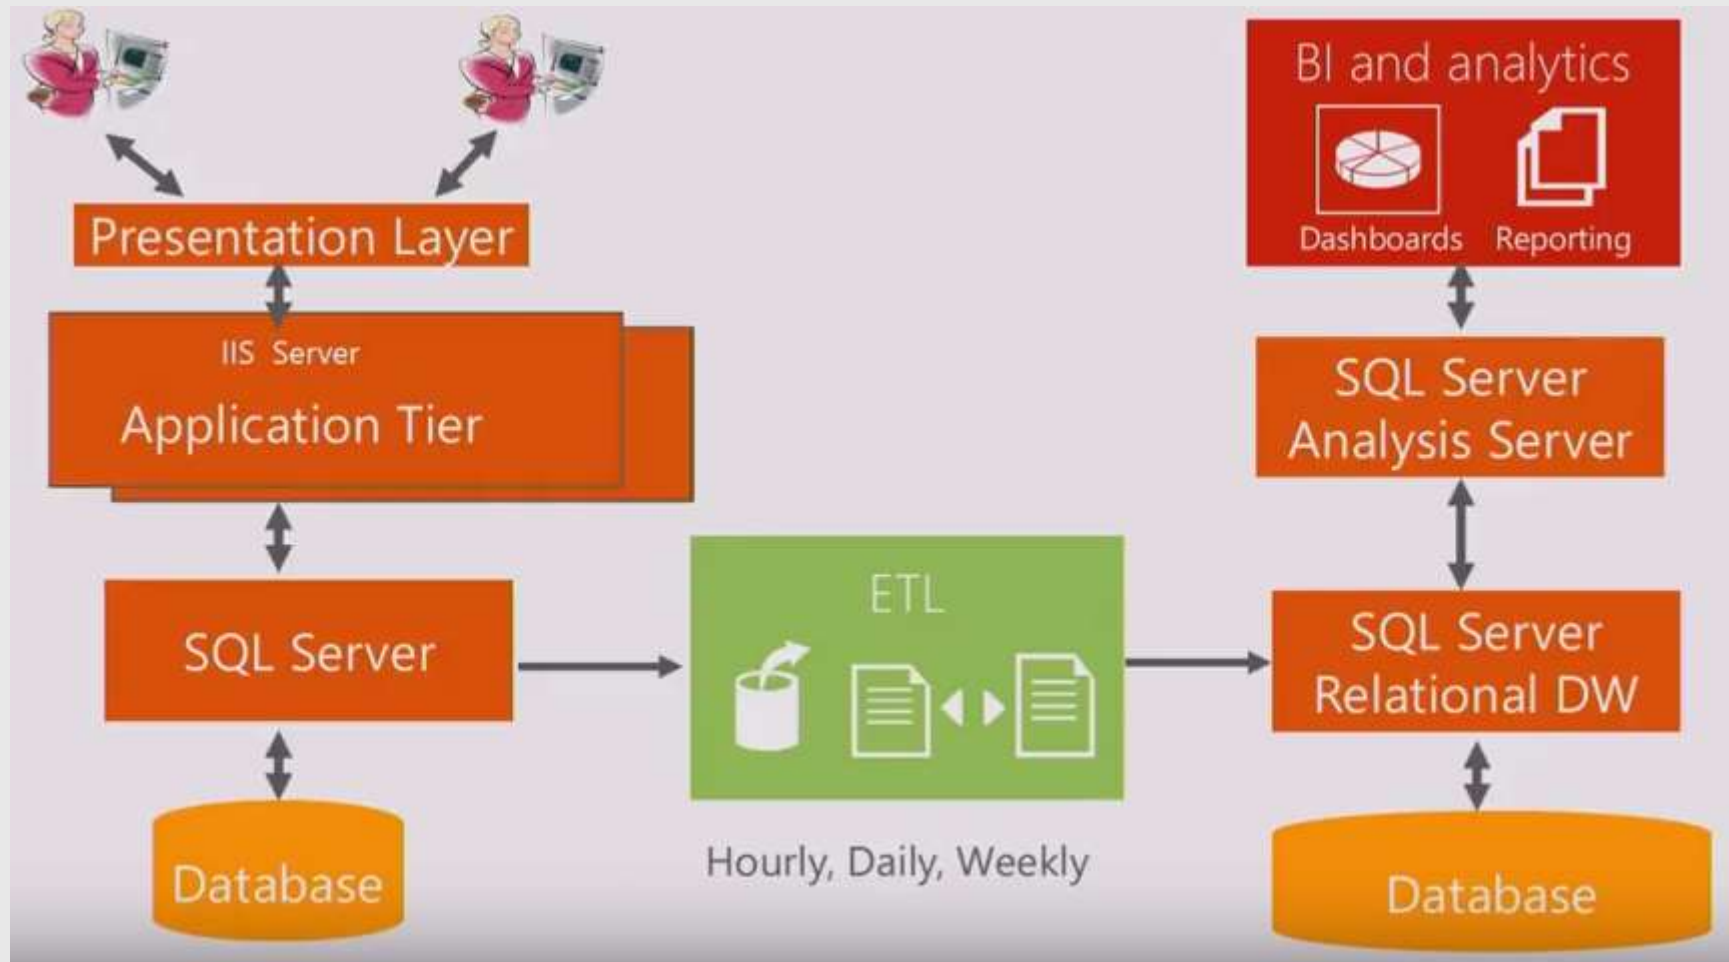 Presentation Layer
IIS Server
Application Tier
SQL Server
Database
ETL
Hourly, Daily, Weekly
BI and analytics
Dashboards Reporting
SQL Server
Analysis Server
SQL Server
Relational DW
Database